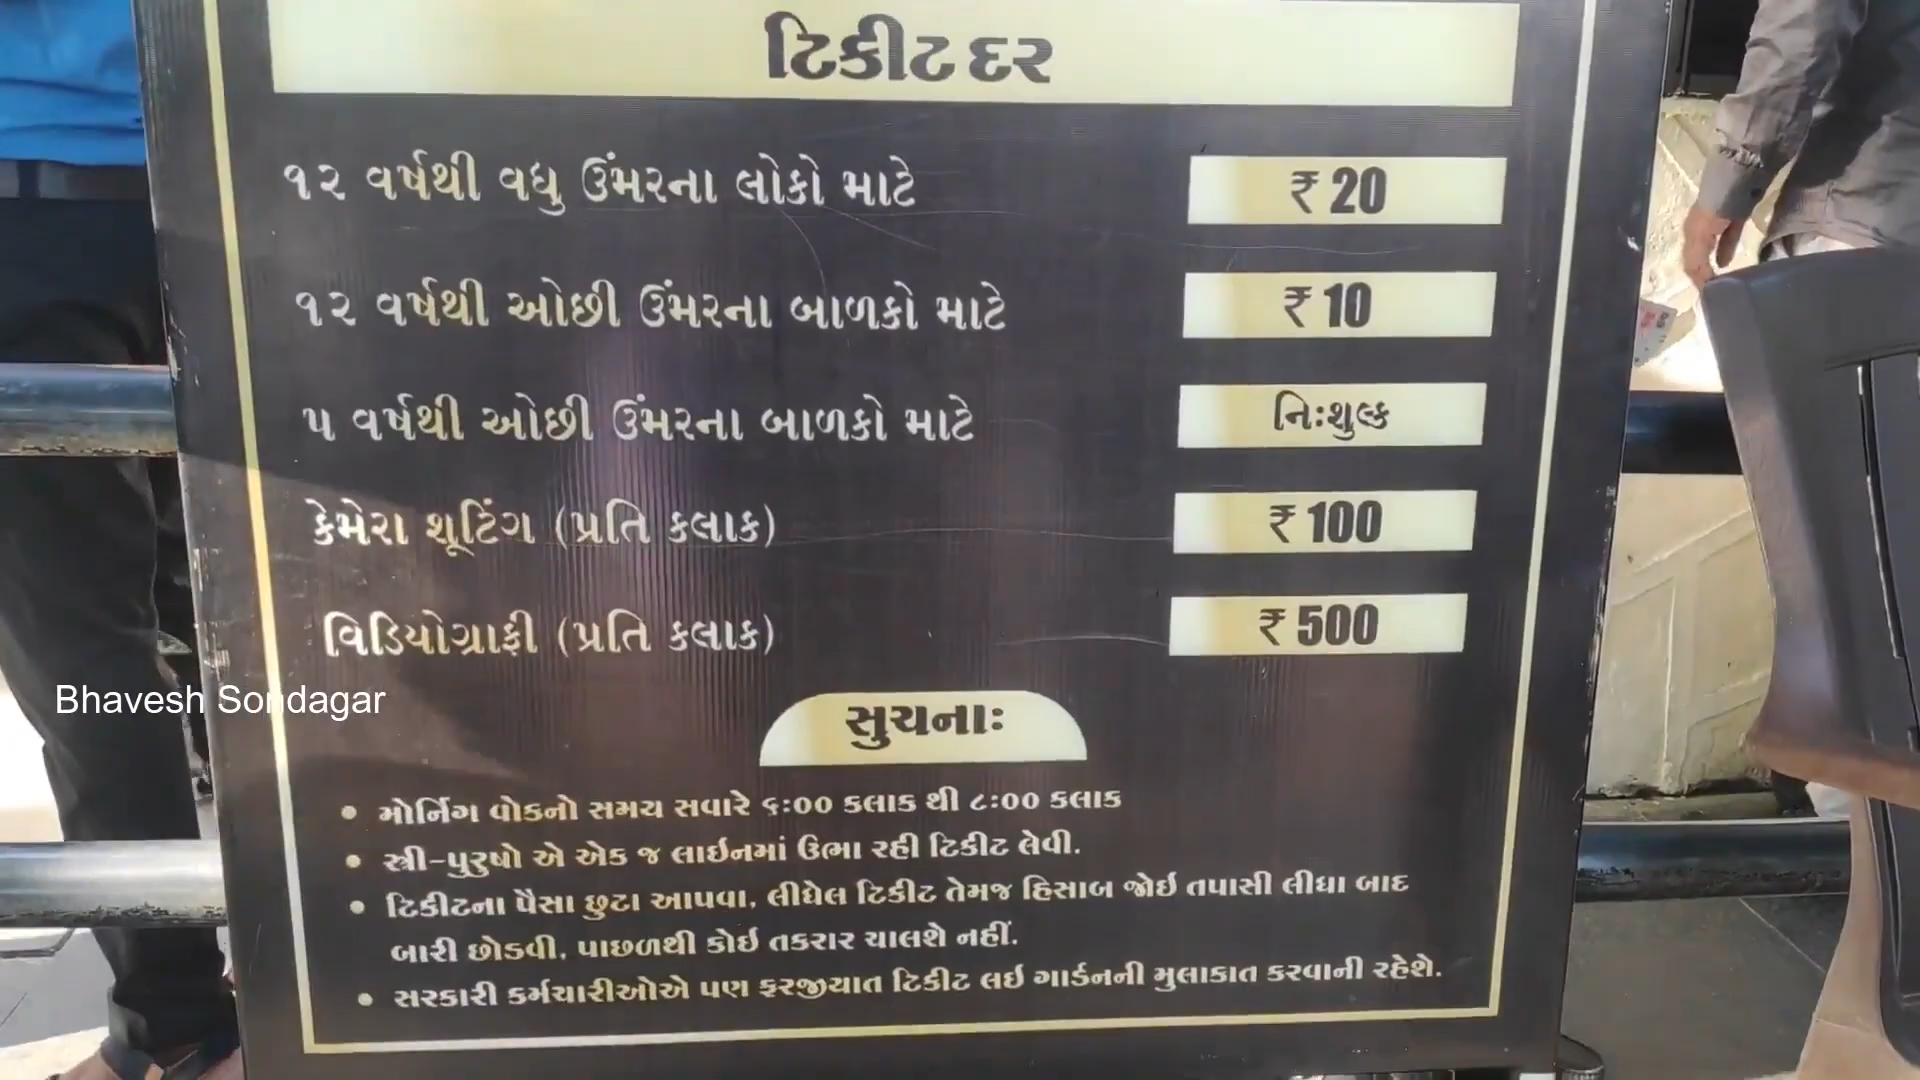 ટિકીટ દર
૧૨ વર્ષથી વધુ ઉંમરના લોકો માટે ₹ 20
૧૨ વર્ષથી ઓછી ઉંમરના બાળકો માટે ₹ 10
૫ વર્ષથી ઓછી ઉંમરના બાળકો માટે નિઃશુલ્ક
કેમેરા શૂટિંગ (પ્રતિ કલાક) ₹ 100
વિડિયોગ્રાફી (પ્રતિ કલાક) ₹ 500
Bhavesh Sondagar
સુચનાઃ
• મોર્નિગ વોકનો સમય સવારે ૬:૦૦ કલાક થી ૮:૦૦ કલાક
• સ્ત્રી-પુરુષો એ એક જ લાઇનમાં ઉભા રહી ટિકીટ લેવી.
• ટિકીટના પૈસા છુટા આપવા, લીધેલ ટિકીટ તેમજ હિસાબ જોઇ તપાસી લીધા બાદ
બારી છોડવી, પાછળથી કોઇ તકરાર ચાલશે નહીં.
• સરકારી કર્મચારીઓએ પણ ફરજીયાત ટિકીટ લઇ ગાર્ડનની મુલાકાત કરવાની રહેશે.